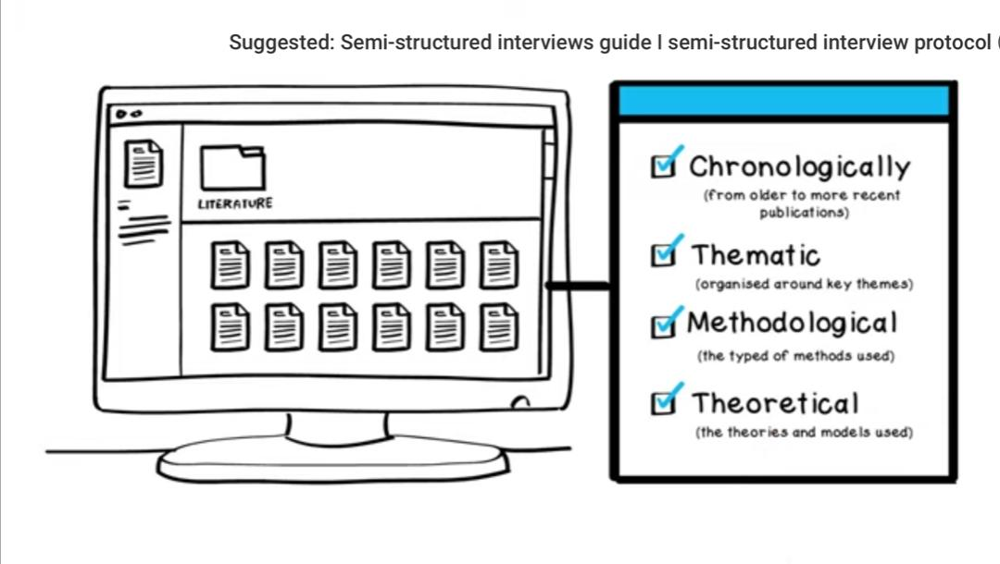 Suggested: Semi-structured interviews guide I semi-structured interview protocol (
LITERATURE
Chronologically
(from older to more recent
publications)
Thematic
(organised around key themes)
Methodological
(the typed of methods used)
Theoretical
(the theories and models used)